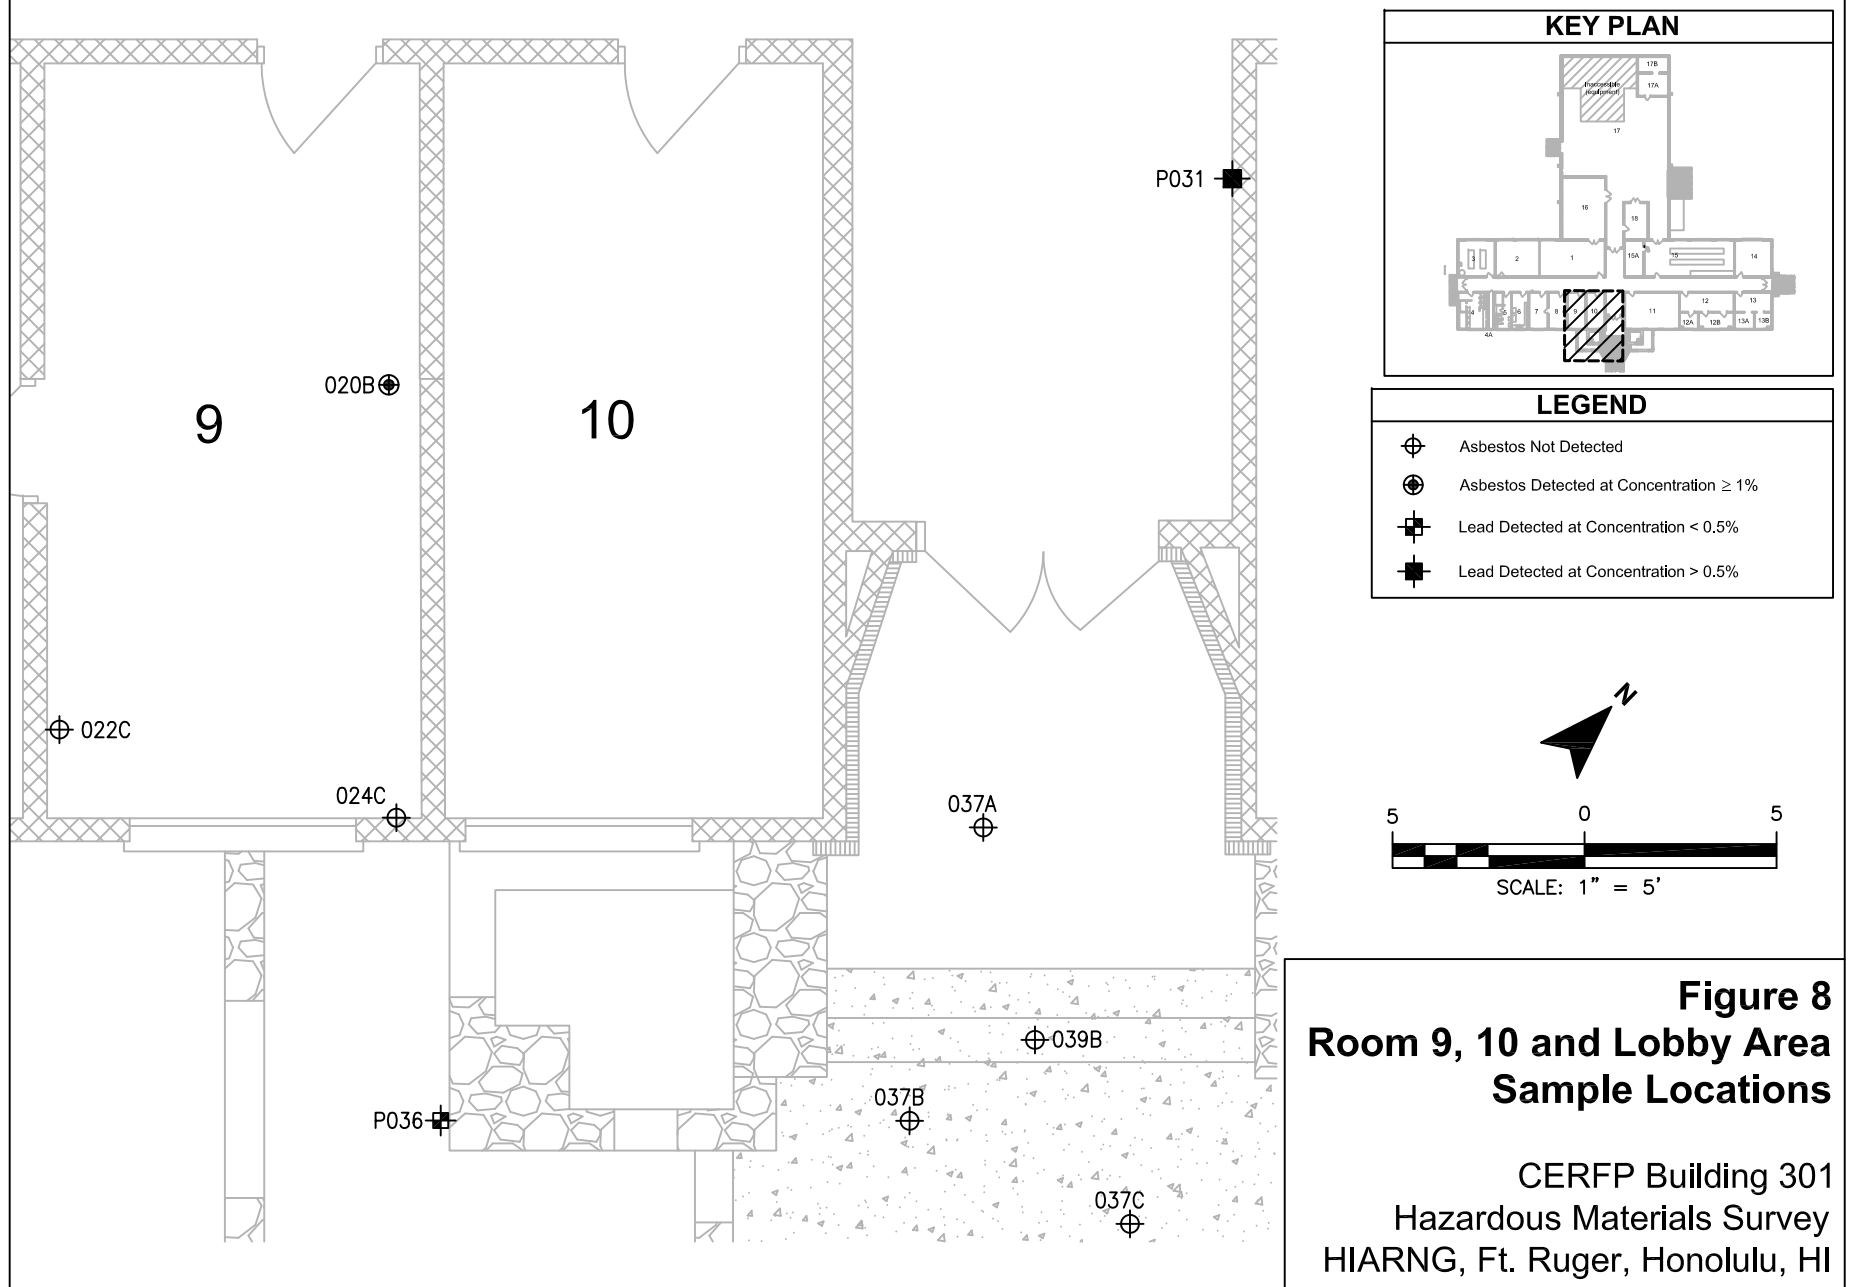 KEY PLAN
17B
Inaccessible
(equipment)
17A
17
16
18
3
2
1
15A
15
14
4
5
6
7
8
9
10
11
12
13
12A
12B
13A
13B
4A
LEGEND
Asbestos Not Detected
Asbestos Detected at Concentration ≥ 1%
Lead Detected at Concentration < 0.5%
Lead Detected at Concentration > 0.5%
P031
020B
9
10
022C
024C
037A
039B
037B
P036
037C
N
5 0 5
SCALE: 1” = 5’
Figure 8
Room 9, 10 and Lobby Area
Sample Locations
CERFP Building 301
Hazardous Materials Survey
HIARNG, Ft. Ruger, Honolulu, HI